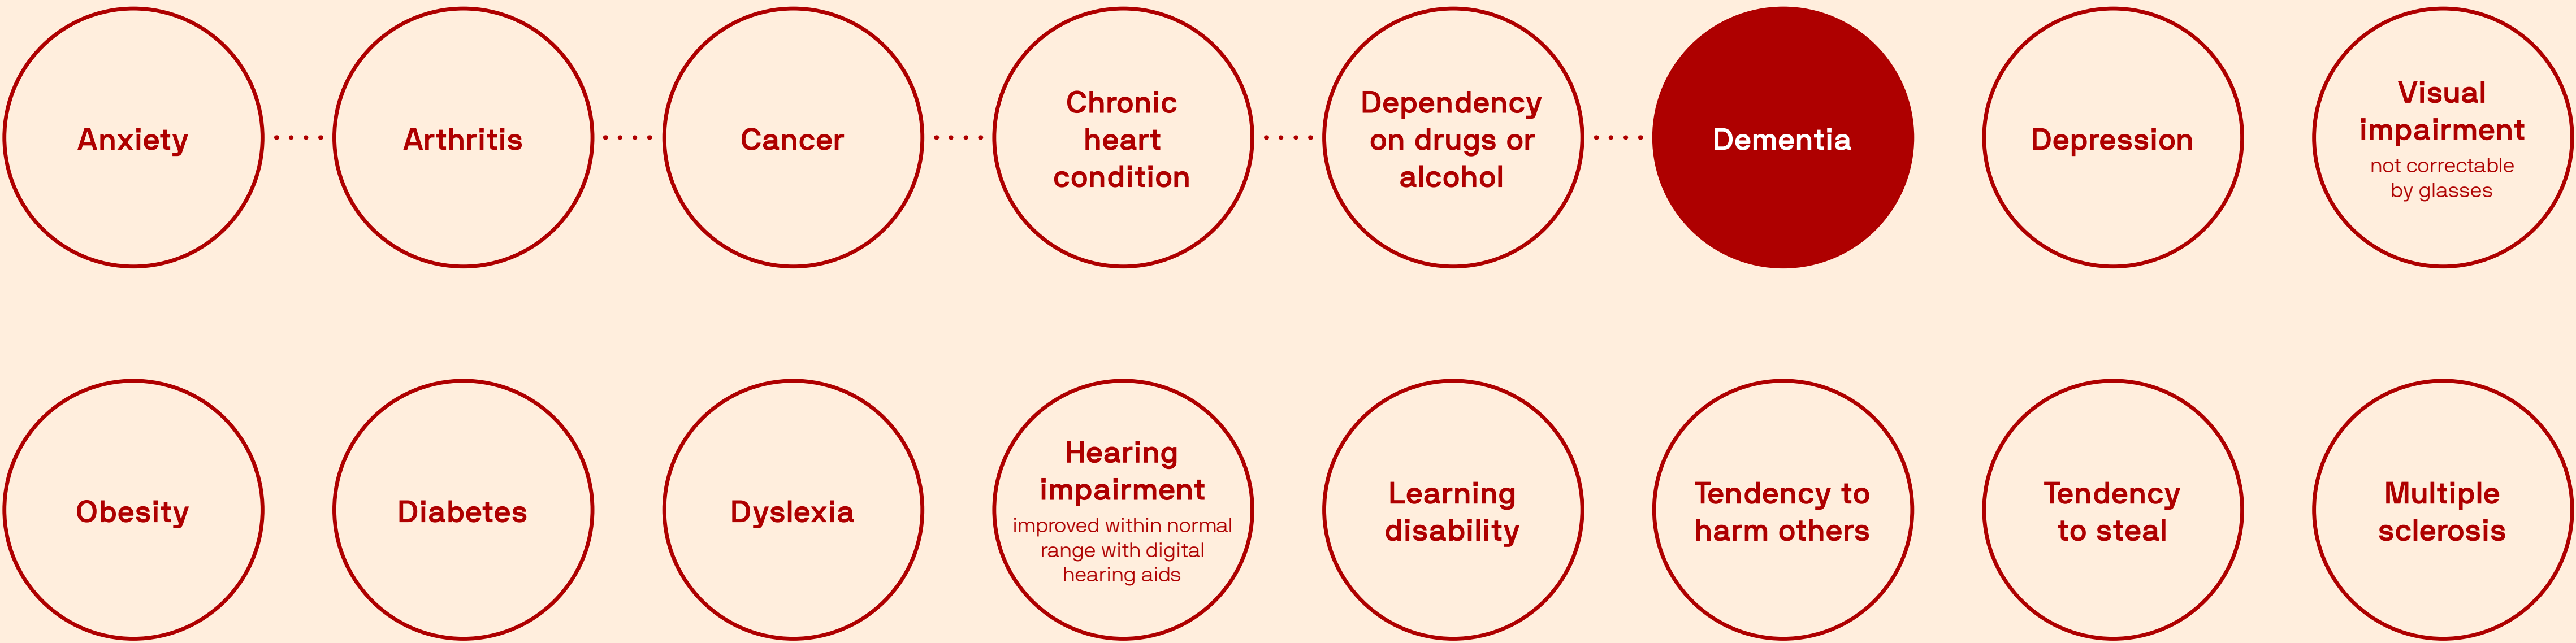 Anxiety
Arthritis
Cancer
Chronic
heart
condition
Dependency
on drugs or
alcohol
Dementia
Depression
Visual
impairment
not correctable
by glasses
Obesity
Diabetes
Dyslexia
Hearing
impairment
improved within normal
range with digital
hearing aids
Learning
disability
Tendency to
harm others
Tendency
to steal
Multiple
sclerosis